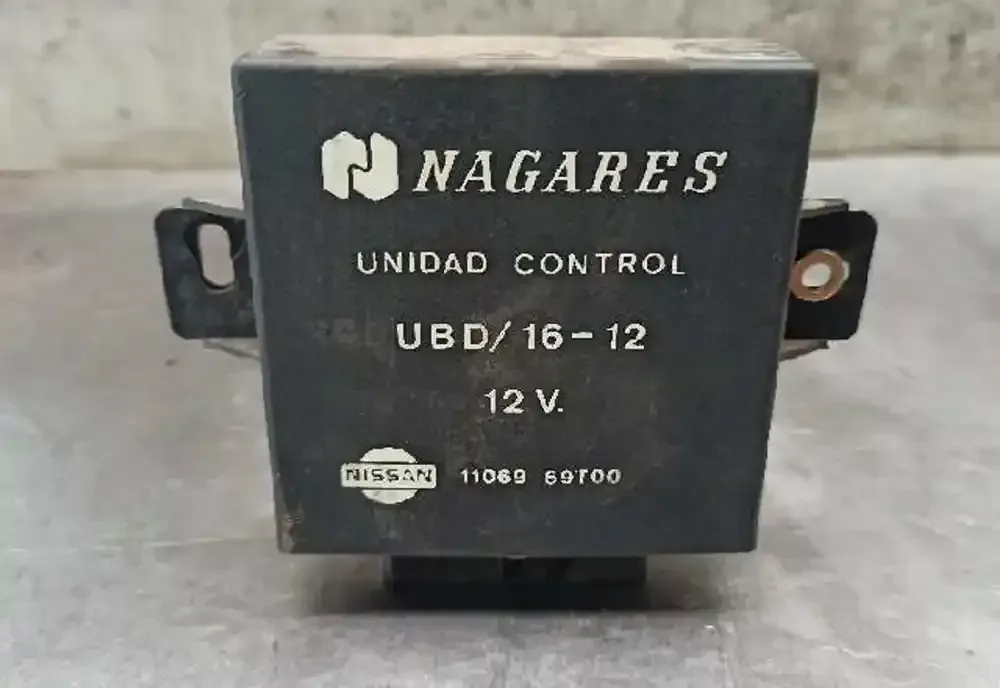 NAGARES
UNIDAD CONTROL
UBD/16-12
12 V.
NISSAN 11069 69T00